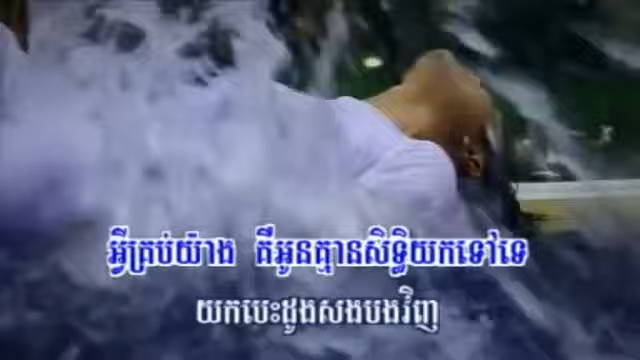 អ្វីគ្រប់យ៉ាង គឺអូនគ្មានសិទ្ធិយកទៅទេ
យកបេះដូងសងបងវិញ